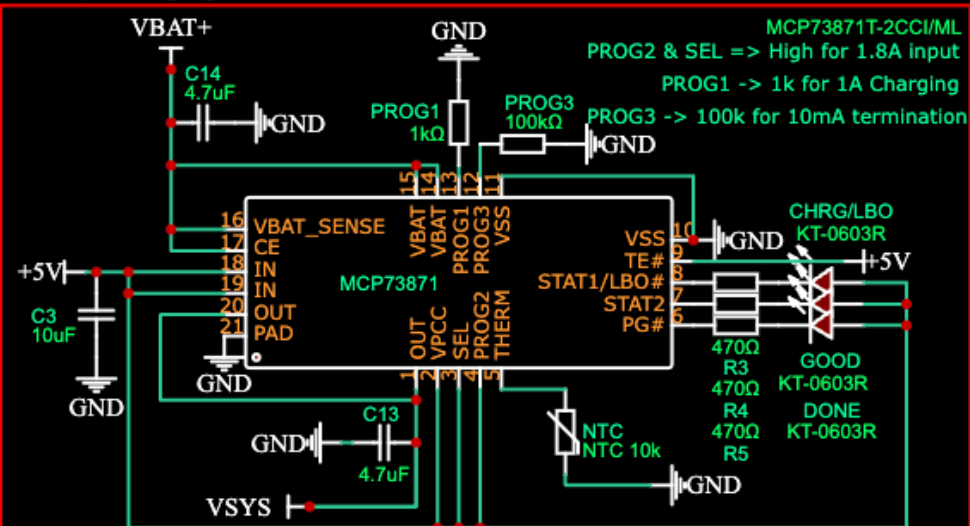 VBAT+
C14
4.7uF
GND
GND
PROG1
1kΩ
PROG3
100kΩ
GND
MCP73871T-2CCI/ML
PROG2 & SEL => High for 1.8A input
PROG1 -> 1k for 1A Charging
PROG3 -> 100k for 10mA termination
15
14
13
12
11
VBAT
VBAT
PROG1
PROG3
VSS
16 VBAT_SENSE
17 CE
18 IN
19 IN
20 OUT
21 PAD
MCP73871
VSS 10
TE# 9
STAT1/LBO# 8
STAT2 7
PG# 6
OUT
VPCC
SEL
PROG2
THERM
1
2
3
4
5
+5V
C3
10uF
GND
GND
GND
+5V
CHRG/LBO
KT-0603R
470Ω
R3
470Ω
R4
470Ω
R5
GOOD
KT-0603R
DONE
KT-0603R
GND
C13
4.7uF
VSYS
NTC
NTC 10k
GND